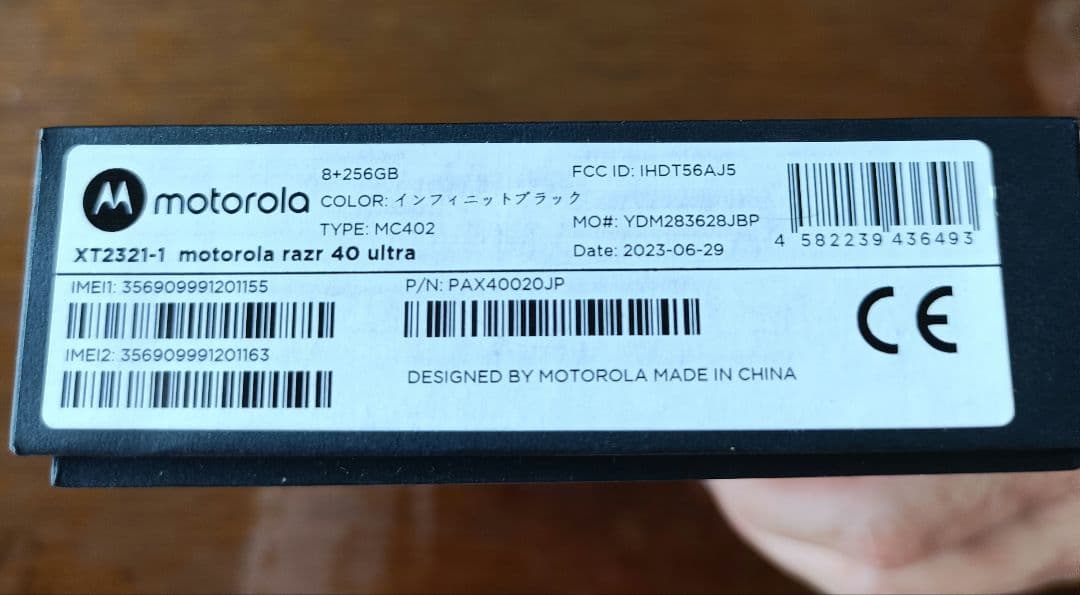 motorola
8+256GB
COLOR: インフィニットブラック
TYPE: MC402
FCC ID: IHDT56AJ5
MO#: YDM283628JBP
Date: 2023-06-29
4 582239 436493
XT2321-1 motorola razr 40 ultra
IMEI1: 356909991201155
P/N: PAX40020JP
IMEI2: 356909991201163
DESIGNED BY MOTOROLA MADE IN CHINA
CE